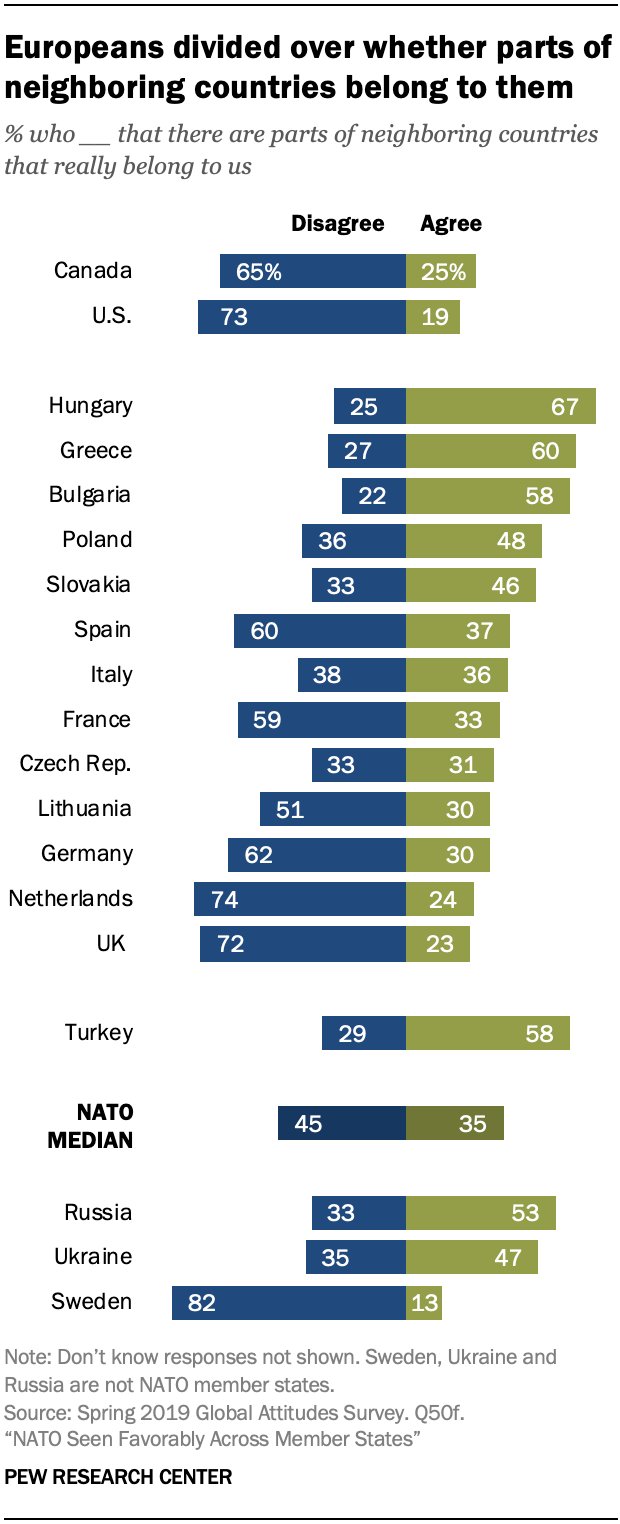 Europeans divided over whether parts of
neighboring countries belong to them
% who __ that there are parts of neighboring countries
that really belong to us
Disagree Agree
Canada 65% 25%
U.S. 73 19
Hungary 25 67
Greece 27 60
Bulgaria 22 58
Poland 36 48
Slovakia 33 46
Spain 60 37
Italy 38 36
France 59 33
Czech Rep. 33 31
Lithuania 51 30
Germany 62 30
Netherlands 74 24
UK 72 23
Turkey 29 58
NATO
MEDIAN 45 35
Russia 33 53
Ukraine 35 47
Sweden 82 13
Note: Don’t know responses not shown. Sweden, Ukraine and
Russia are not NATO member states.
Source: Spring 2019 Global Attitudes Survey. Q50f.
“NATO Seen Favorably Across Member States”
PEW RESEARCH CENTER